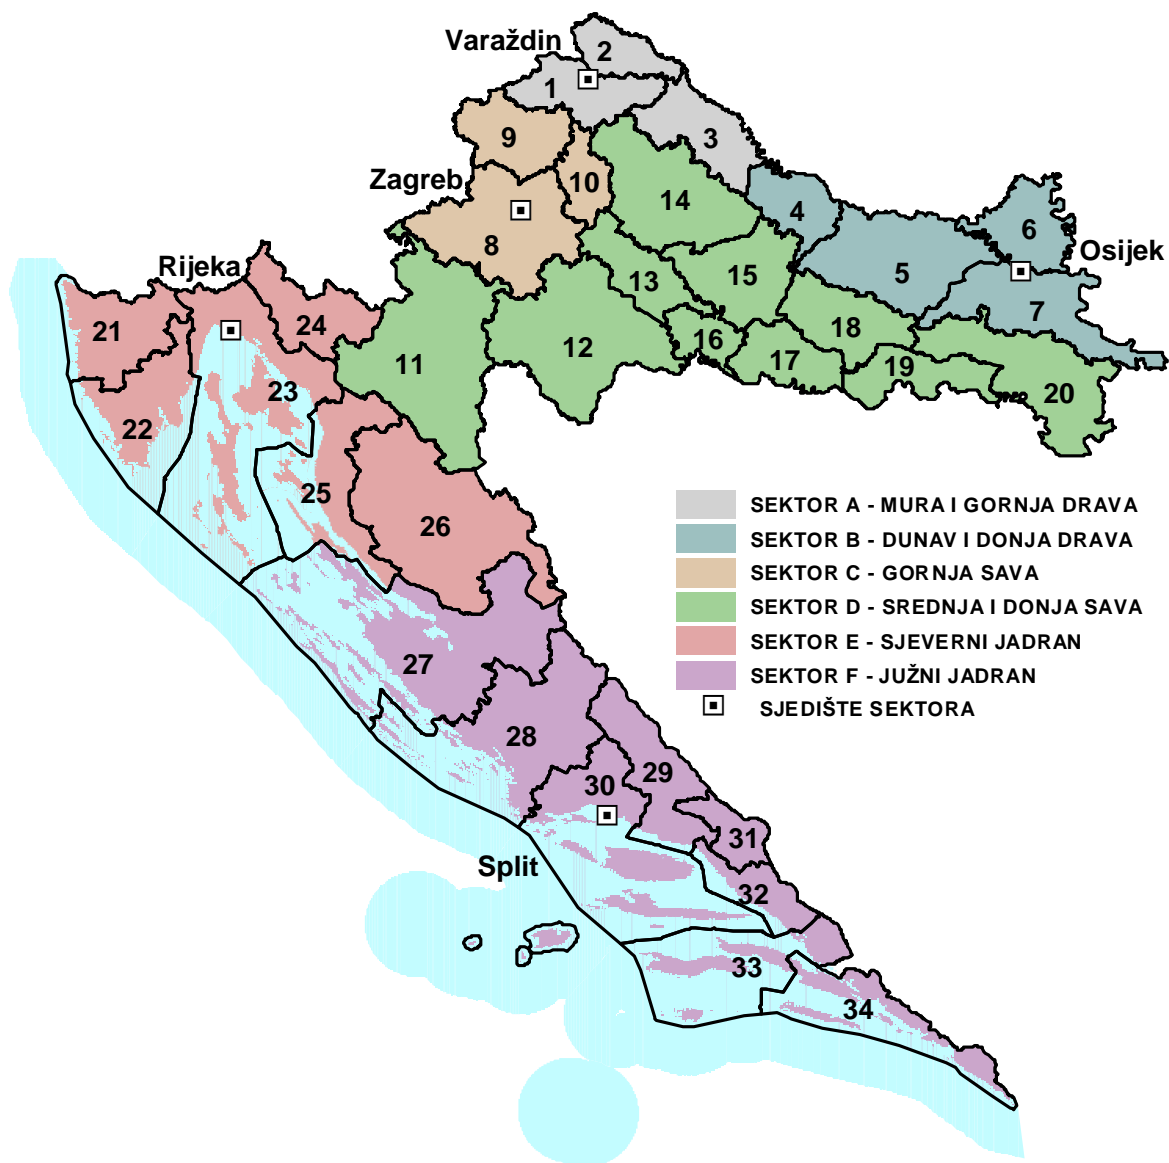 Varaždin
2
1
3
9
Zagreb
10
14
4
6
8
Osijek
Rijeka
13
15
5
7
21
24
18
16
12
17
11
19
23
20
22
25
26
SEKTOR A - MURA I GORNJA DRAVA
SEKTOR B - DUNAV I DONJA DRAVA
SEKTOR C - GORNJA SAVA
SEKTOR D - SREDNJA I DONJA SAVA
SEKTOR E - SJEVERNI JADRAN
SEKTOR F - JUŽNI JADRAN
SJEDIŠTE SEKTORA
27
28
29
30
31
Split
32
33
34